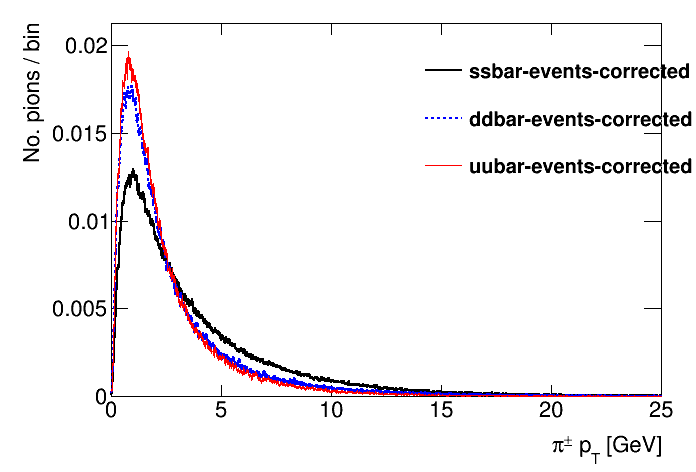 No. pions / bin
0.02
0.015
0.01
0.005
0
ssbar-events-corrected
ddbar-events-corrected
uubar-events-corrected
0 5 10 15 20 25
π± pT [GeV]